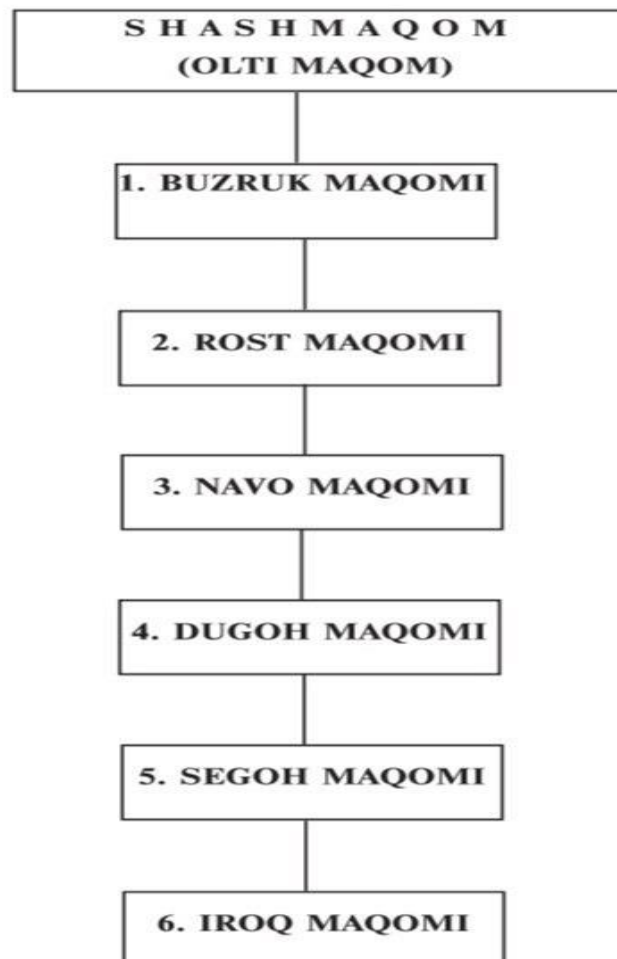 S H A S H M A Q O M
(OLTI MAQOM)
1. BUZRUK MAQOMI
2. ROST MAQOMI
3. NAVO MAQOMI
4. DUGOH MAQOMI
5. SEGOH MAQOMI
6. IROQ MAQOMI